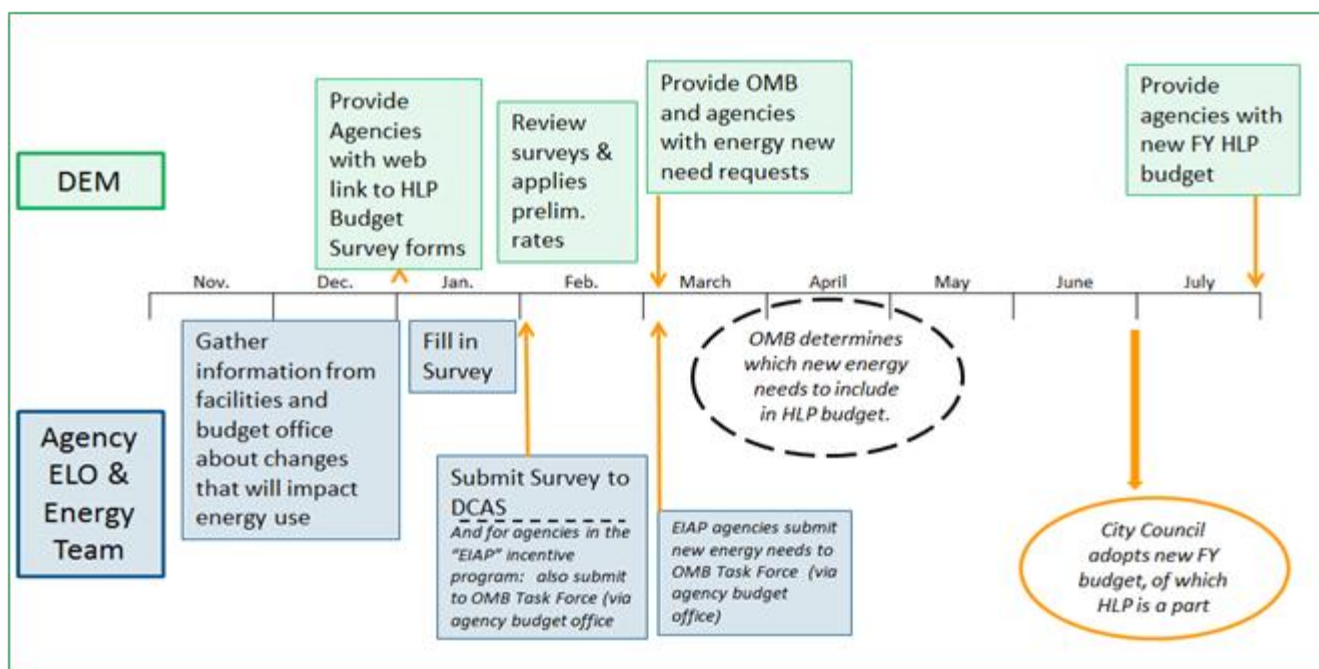 DEM
Provide
Agencies
with web
link to HLP
Budget
Survey forms
Review
surveys &
applies
prelim.
rates
Provide OMB
and agencies
with energy new
need requests
Provide
agencies with
new FY HLP
budget
Nov.
Dec.
Jan.
Feb.
March
April
May
June
July
Agency
ELO &
Energy
Team
Gather
information from
facilities and
budget office
about changes
that will impact
energy use
Fill in
Survey
Submit Survey to
DCAS
And for agencies in the
"EIAP" incentive
program: also submit
to OMB Task Force (via
agency budget office
EIAP agencies submit
new energy needs to
OMB Task Force (via
agency budget
office)
OMB determines
which new energy
needs to include
in HLP budget.
City Council
adopts new FY
budget, of which
HLP is a part